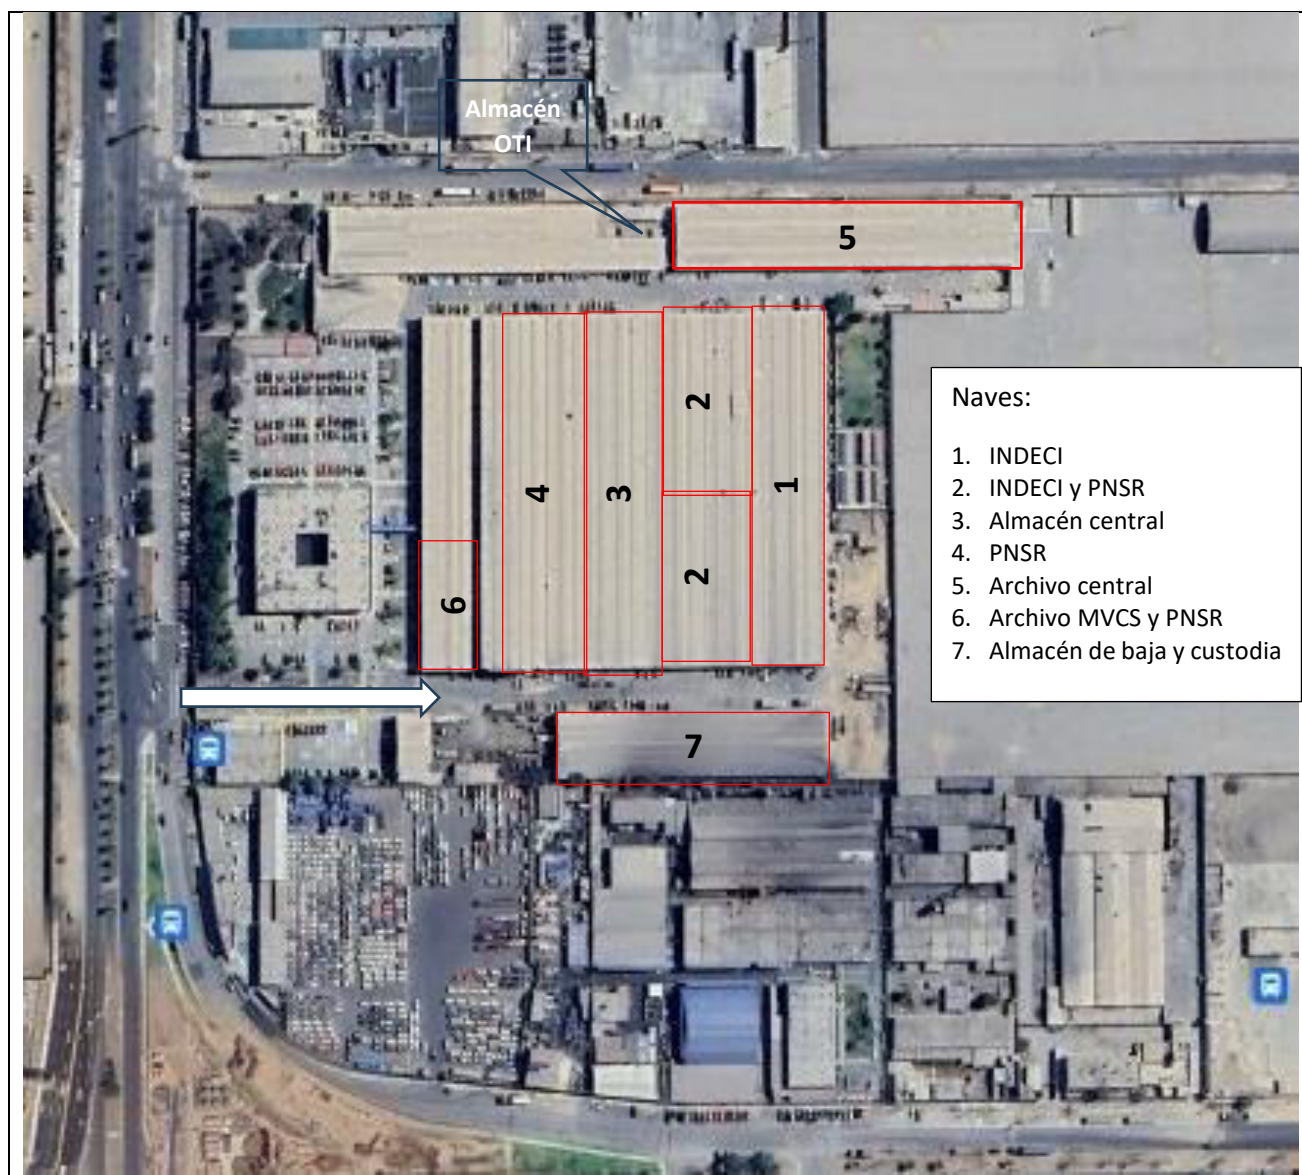 Almacén
OTI
5
2
1
4
3
2
6
7
Naves:
1. INDECI
2. INDECI y PNSR
3. Almacén central
4. PNSR
5. Archivo central
6. Archivo MVCS y PNSR
7. Almacén de baja y custodia